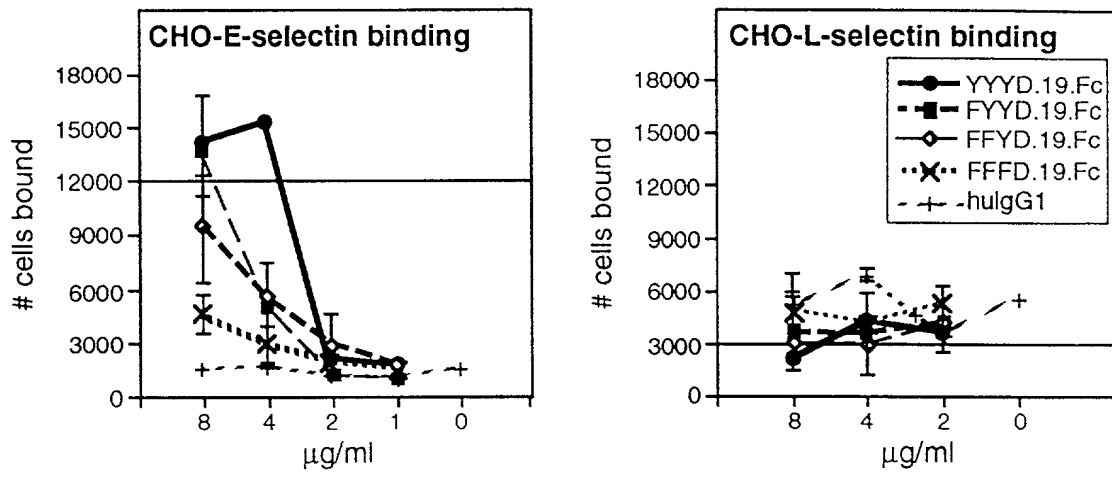 CHO-E-selectin binding
18000
15000
12000
9000
6000
3000
0
# cells bound
8 4 2 1 0
µg/ml
CHO-L-selectin binding
18000
15000
12000
9000
6000
3000
0
# cells bound
8 4 2 0
µg/ml
YYYD.19.Fc
FYYD.19.Fc
FFYD.19.Fc
FFFD.19.Fc
huIgG1